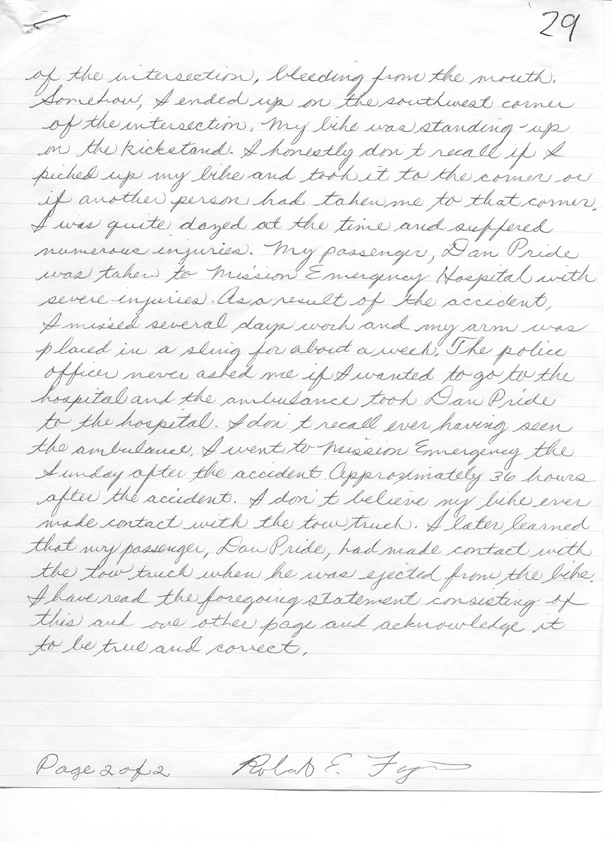 29
of the intersection, bleeding from the mouth.
Somehow, I ended up on the southwest corner
of the intersection. My bike was standing-up
on the kickstand. I honestly don't recall if I
picked up my bike and took it to the corner or
if another person had taken me to that corner.
I was quite dazed at the time and suffered
numerous injuries. My passenger, Dan Pride
was taken to Mission Emergency Hospital with
severe injuries. As a result of the accident,
I missed several days work and my arm was
placed in a sling for about a week. The police
officer never asked me if I wanted to go to the
hospital and the ambulance took Dan Pride
to the hospital. I don't recall ever having seen
the ambulance. I went to Mission Emergency the
Sunday after the accident. Approximately 36 hours
after the accident. I don't believe my bike ever
made contact with the tow truck. I later learned
that my passenger, Dan Pride, had made contact with
the tow truck when he was ejected from the bike.
I have read the foregoing statement consisting of
this and one other page and acknowledge it
to be true and correct.
Page 2 of 2 Robert E.